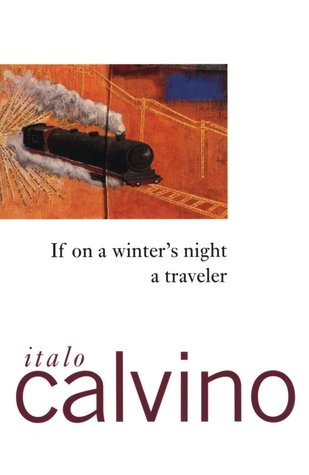 If on a winter's night
a traveler
italo
calvino